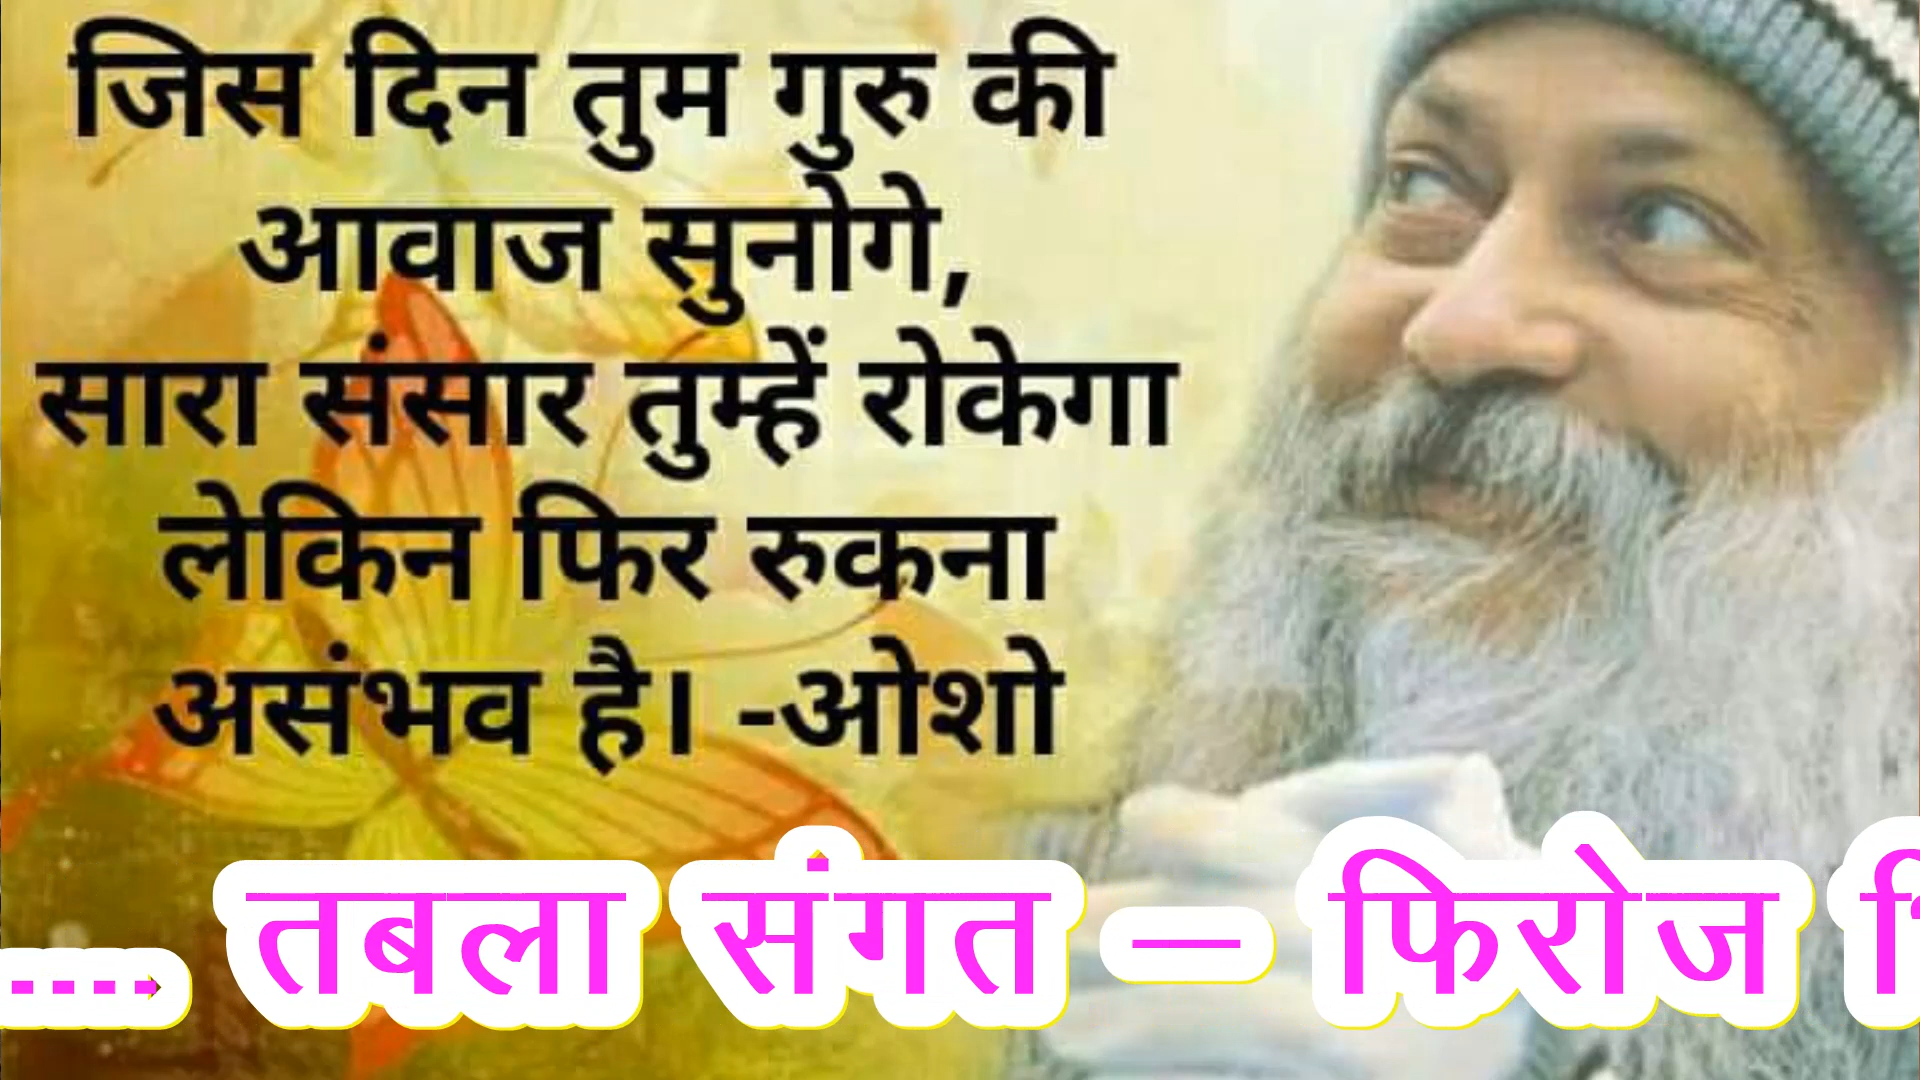 जिस दिन तुम गुरु की
आवाज सुनोगे,
सारा संसार तुम्हें रोकेगा
लेकिन फिर रुकना
असंभव है। -ओशो
.... तबला संगत — फिरोज